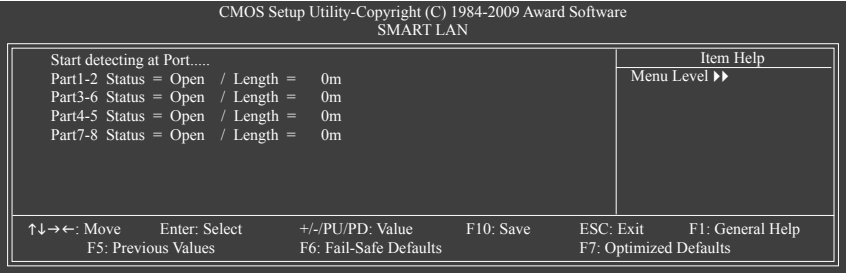 CMOS Setup Utility-Copyright (C) 1984-2009 Award Software
SMART LAN
Start detecting at Port.....
Part1-2 Status = Open / Length = 0m
Part3-6 Status = Open / Length = 0m
Part4-5 Status = Open / Length = 0m
Part7-8 Status = Open / Length = 0m
Item Help
Menu Level ▶▶
↑↓→←: Move Enter: Select +/-/PU/PD: Value F10: Save ESC: Exit F1: General Help
F5: Previous Values F6: Fail-Safe Defaults F7: Optimized Defaults